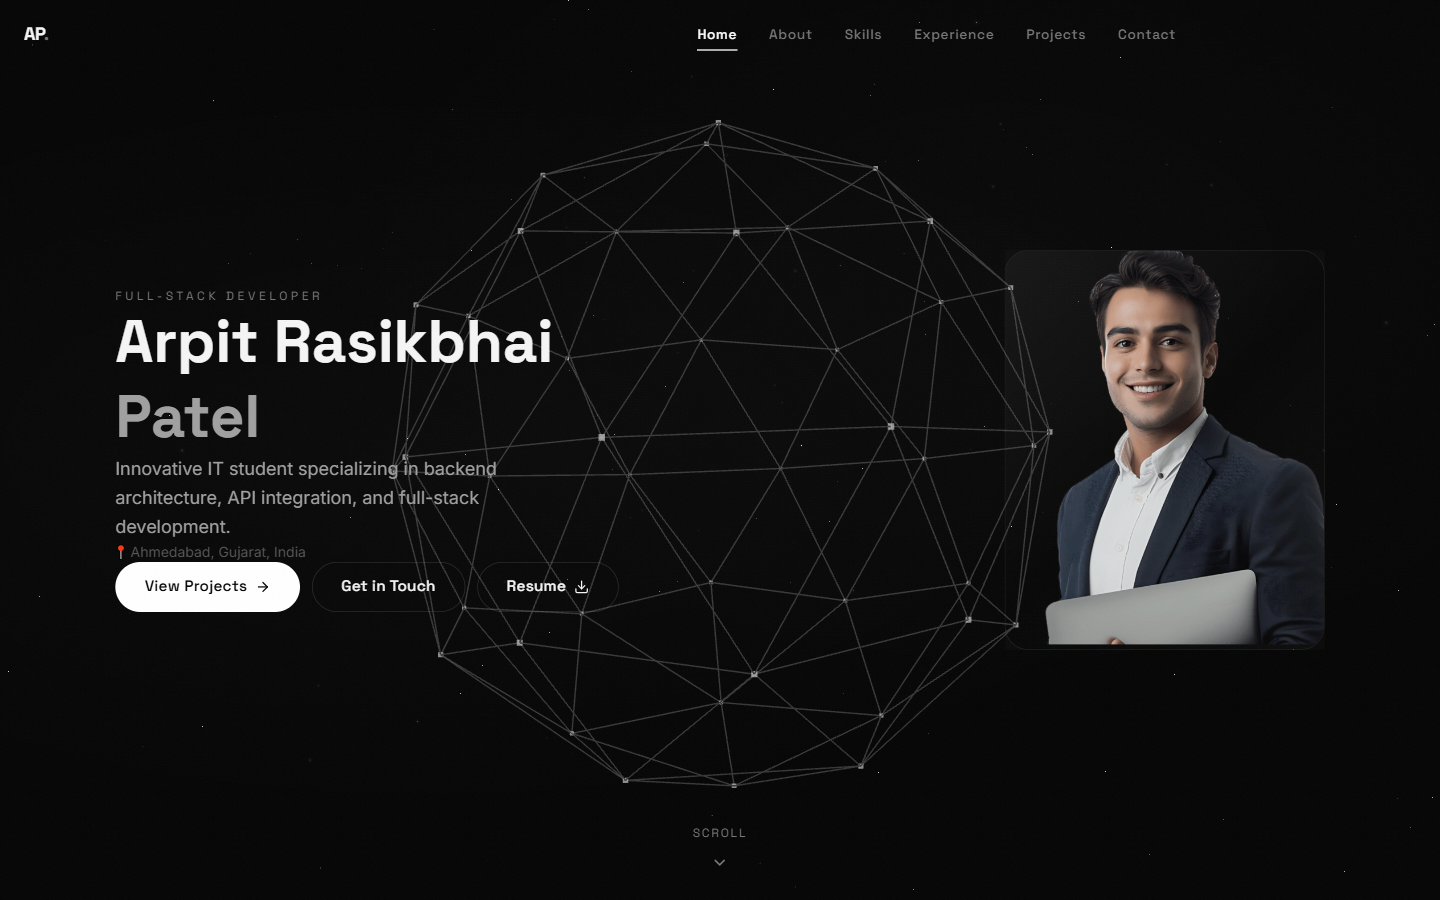 AP.
Home
About
Skills
Experience
Projects
Contact
FULL-STACK DEVELOPER
Arpit Rasikbhai
Patel
Innovative IT student specializing in backend
architecture, API integration, and full-stack
development.
📍 Ahmedabad, Gujarat, India
View Projects →
Get in Touch
Resume
SCROLL